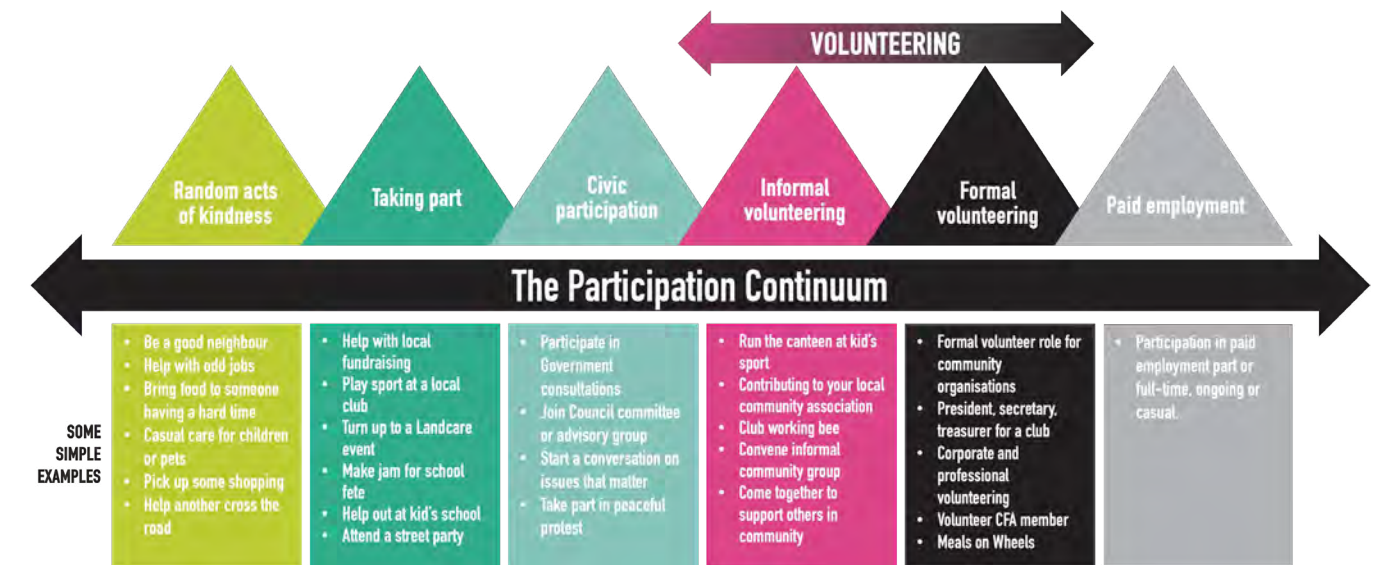 VOLUNTEERING
Random acts
of kindness
Taking part
Civic
participation
Informal
volunteering
Formal
volunteering
Paid employment
The Participation Continuum
SOME
SIMPLE
EXAMPLES
• Be a good neighbour
• Help with odd jobs
• Bring food to someone
having a hard time
• Casual care for children
or pets
• Pick up some shopping
• Help another cross the
road
• Help with local
fundraising
• Play sport at a local
club
• Turn up to a Landcare
event
• Make jam for school
fete
• Help out at kid's school
• Attend a street party
• Participate in
Government
consultations
• Join Council committee
or advisory group
• Start a conversation on
issues that matter
• Take part in peaceful
protest
• Run the canteen at kid's
sport
• Contributing to your local
community association
• Club working bee
• Convene informal
community group
• Come together to
support others in
community
• Formal volunteer role for
community
organisations
• President, secretary,
treasurer for a club
• Corporate and
professional
volunteering
• Volunteer CFA member
• Meals on Wheels
• Participation in paid
employment part or
full-time, ongoing or
casual.